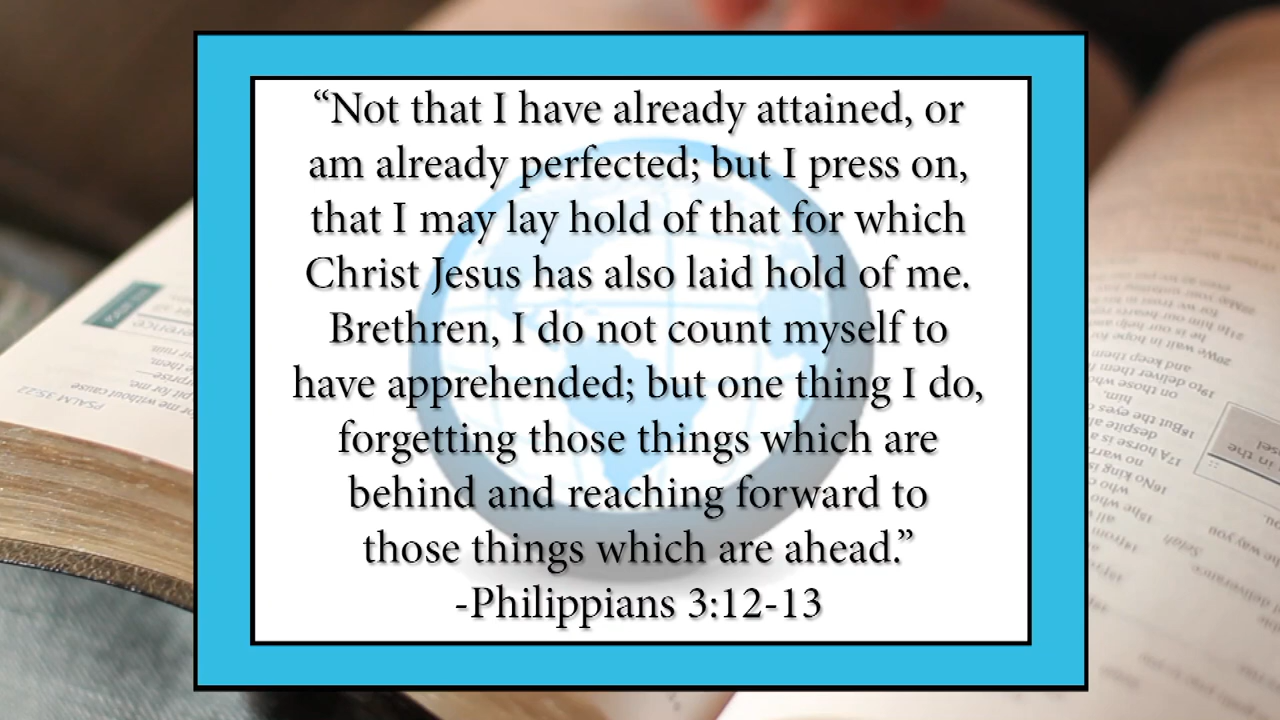 “Not that I have already attained, or
am already perfected; but I press on,
that I may lay hold of that for which
Christ Jesus has also laid hold of me.
Brethren, I do not count myself to
have apprehended; but one thing I do,
forgetting those things which are
behind and reaching forward to
those things which are ahead.”
-Philippians 3:12-13
PSALM 35:22